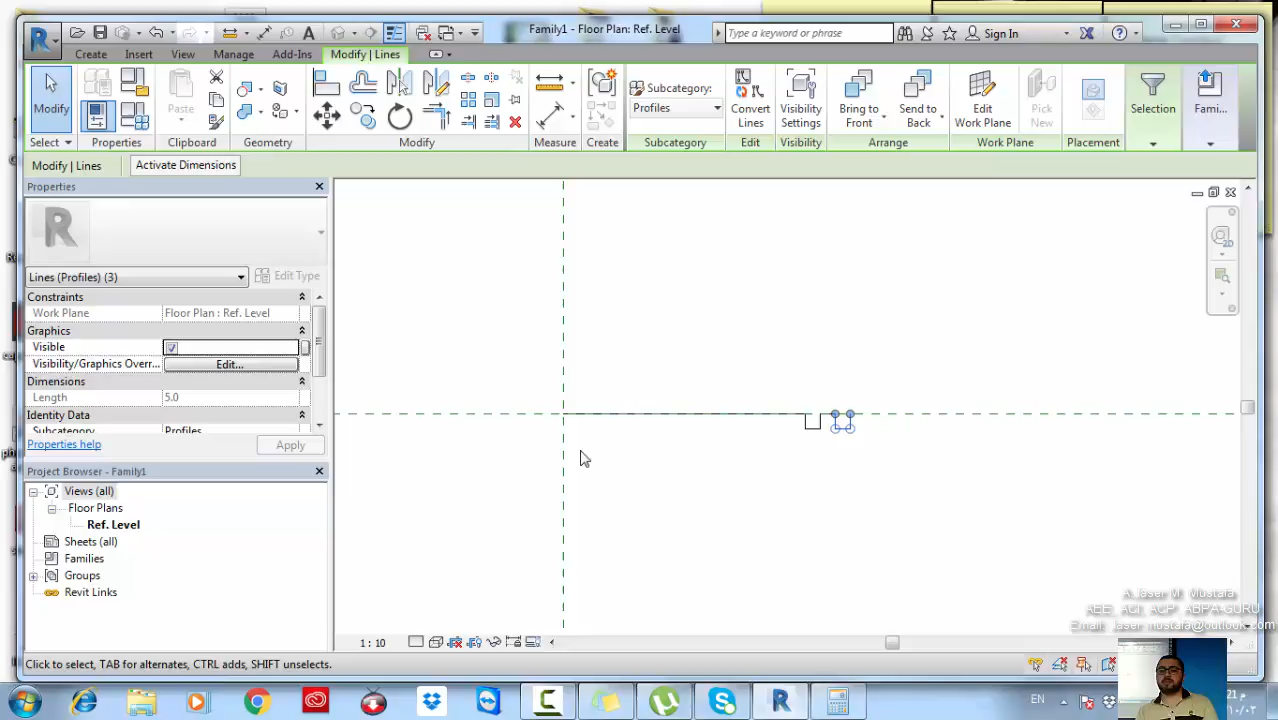 Family1 - Floor Plan: Ref. Level
Type a keyword or phrase
Sign In
Create
Insert
View
Manage
Add-Ins
Modify | Lines
Modify
Paste
Subcategory:
Profiles
Convert
Lines
Visibility
Settings
Bring to
Front
Send to
Back
Edit
Work Plane
Pick
New
Selection
Fami...
Select
Properties
Clipboard
Geometry
Modify
Measure
Create
Subcategory
Edit
Visibility
Arrange
Work Plane
Placement
Modify | Lines
Activate Dimensions
Properties
Lines (Profiles) (3)
Edit Type
Constraints
Work Plane
Floor Plan : Ref. Level
Graphics
Visible
Visibility/Graphics Overr...
Edit...
Dimensions
Length
5.0
Identity Data
Subcategory
Profiles
Properties help
Apply
Project Browser - Family1
Views (all)
Floor Plans
Ref. Level
Sheets (all)
Families
Groups
Revit Links
1 : 10
Click to select, TAB for alternates, CTRL adds, SHIFT unselects.
AEE, ACI, ACP, ABPA-GURU
EN